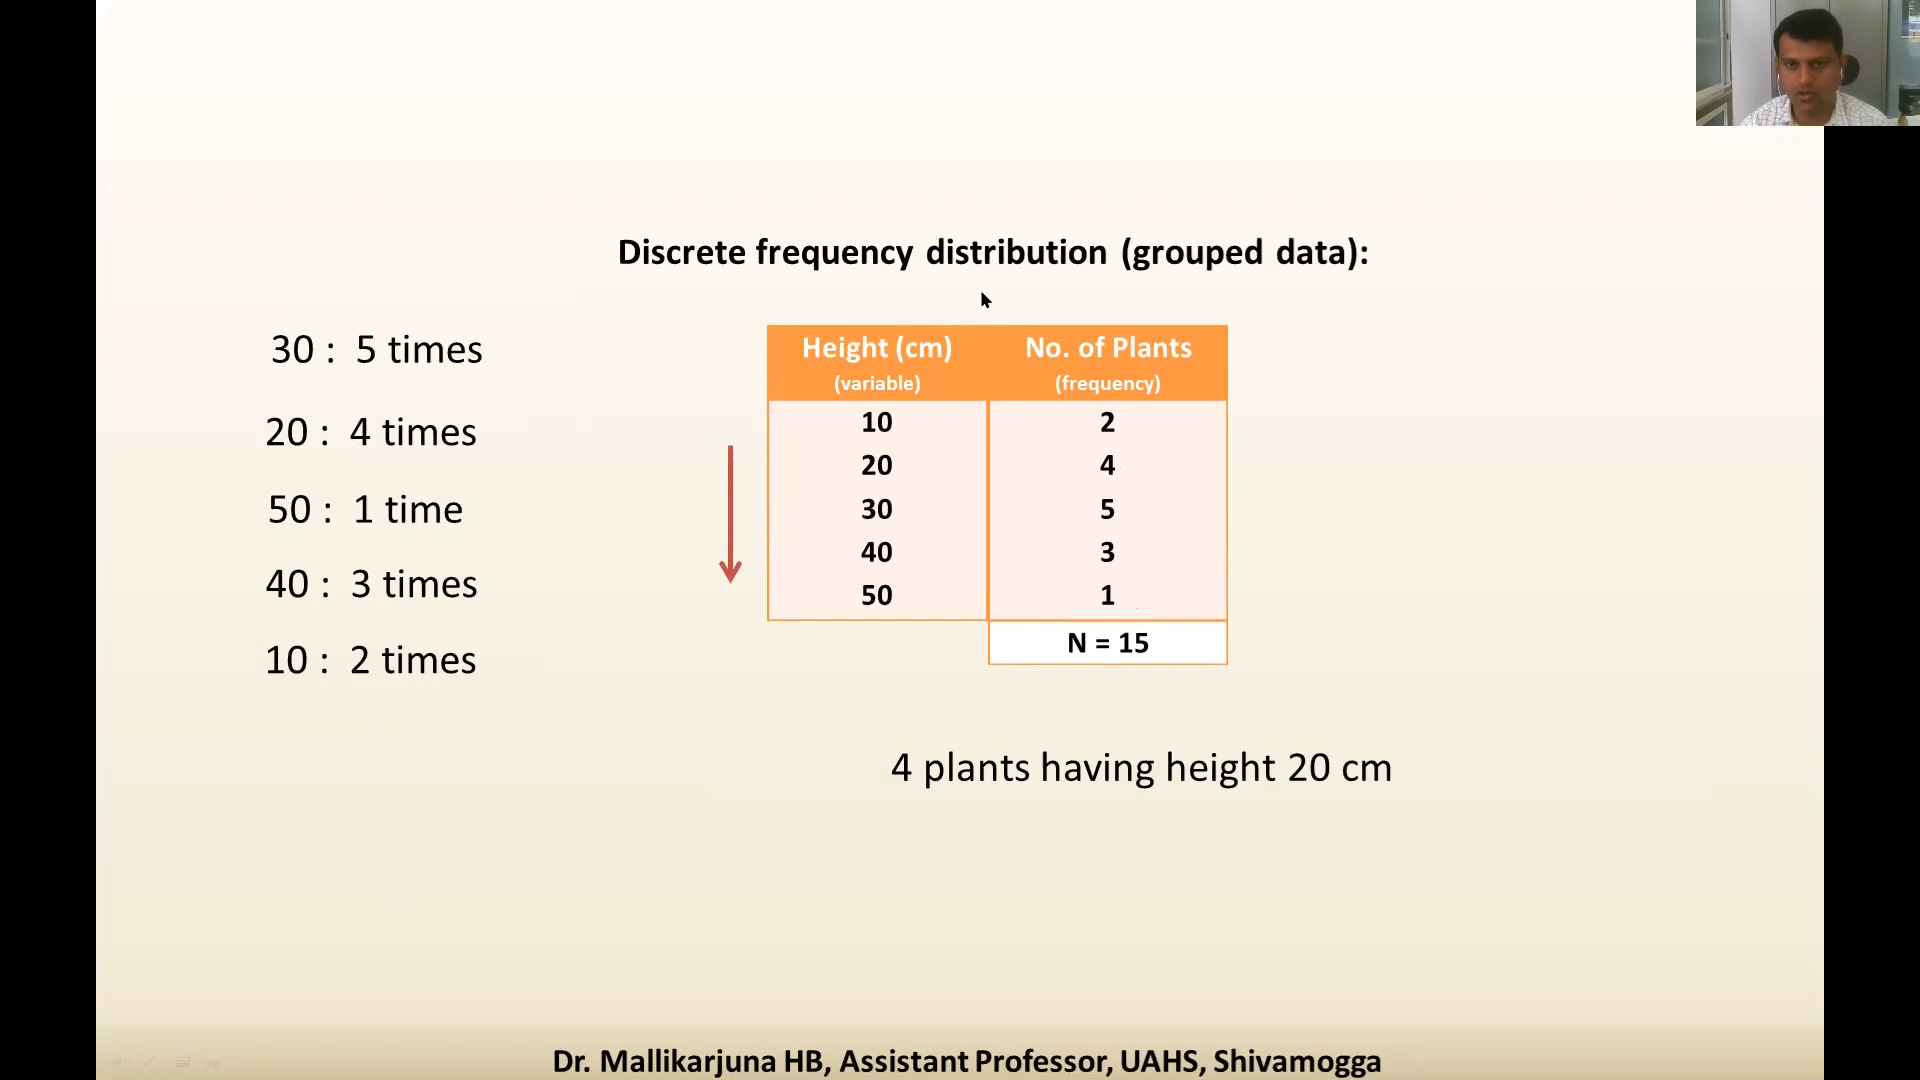 Discrete frequency distribution (grouped data):
30 : 5 times
20 : 4 times
50 : 1 time
40 : 3 times
10 : 2 times
Height (cm) No. of Plants
(variable) (frequency)
10 2
20 4
30 5
40 3
50 1
N = 15
4 plants having height 20 cm
Dr. Mallikarjuna HB, Assistant Professor, UAHS, Shivamogga